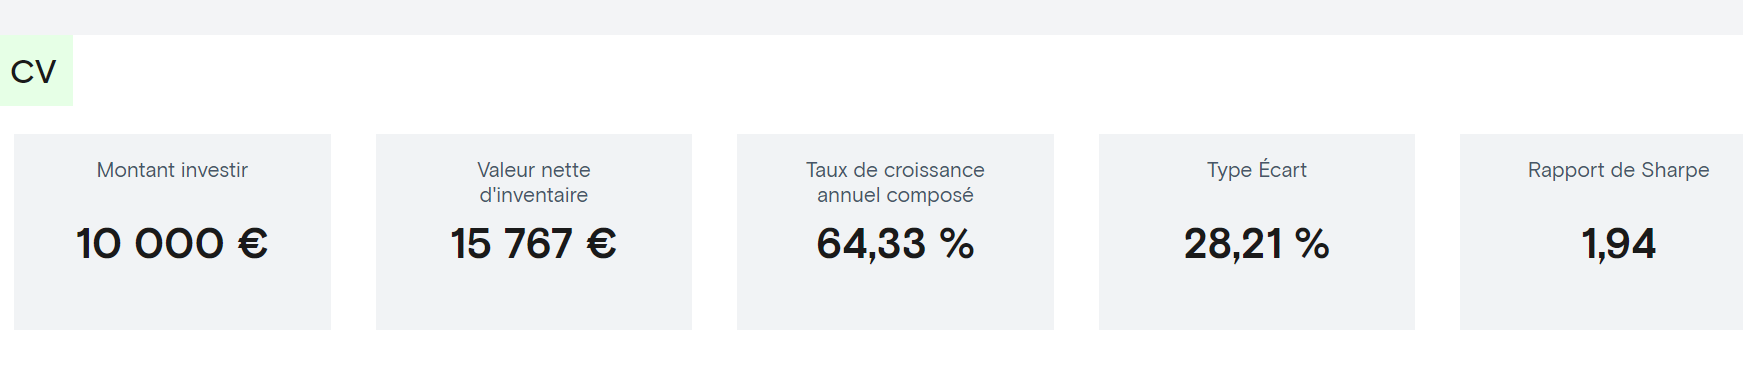 CV
Montant investir
10 000 €
Valeur nette
d'inventaire
15 767 €
Taux de croissance
annuel composé
64,33 %
Type Écart
28,21 %
Rapport de Sharpe
1,94